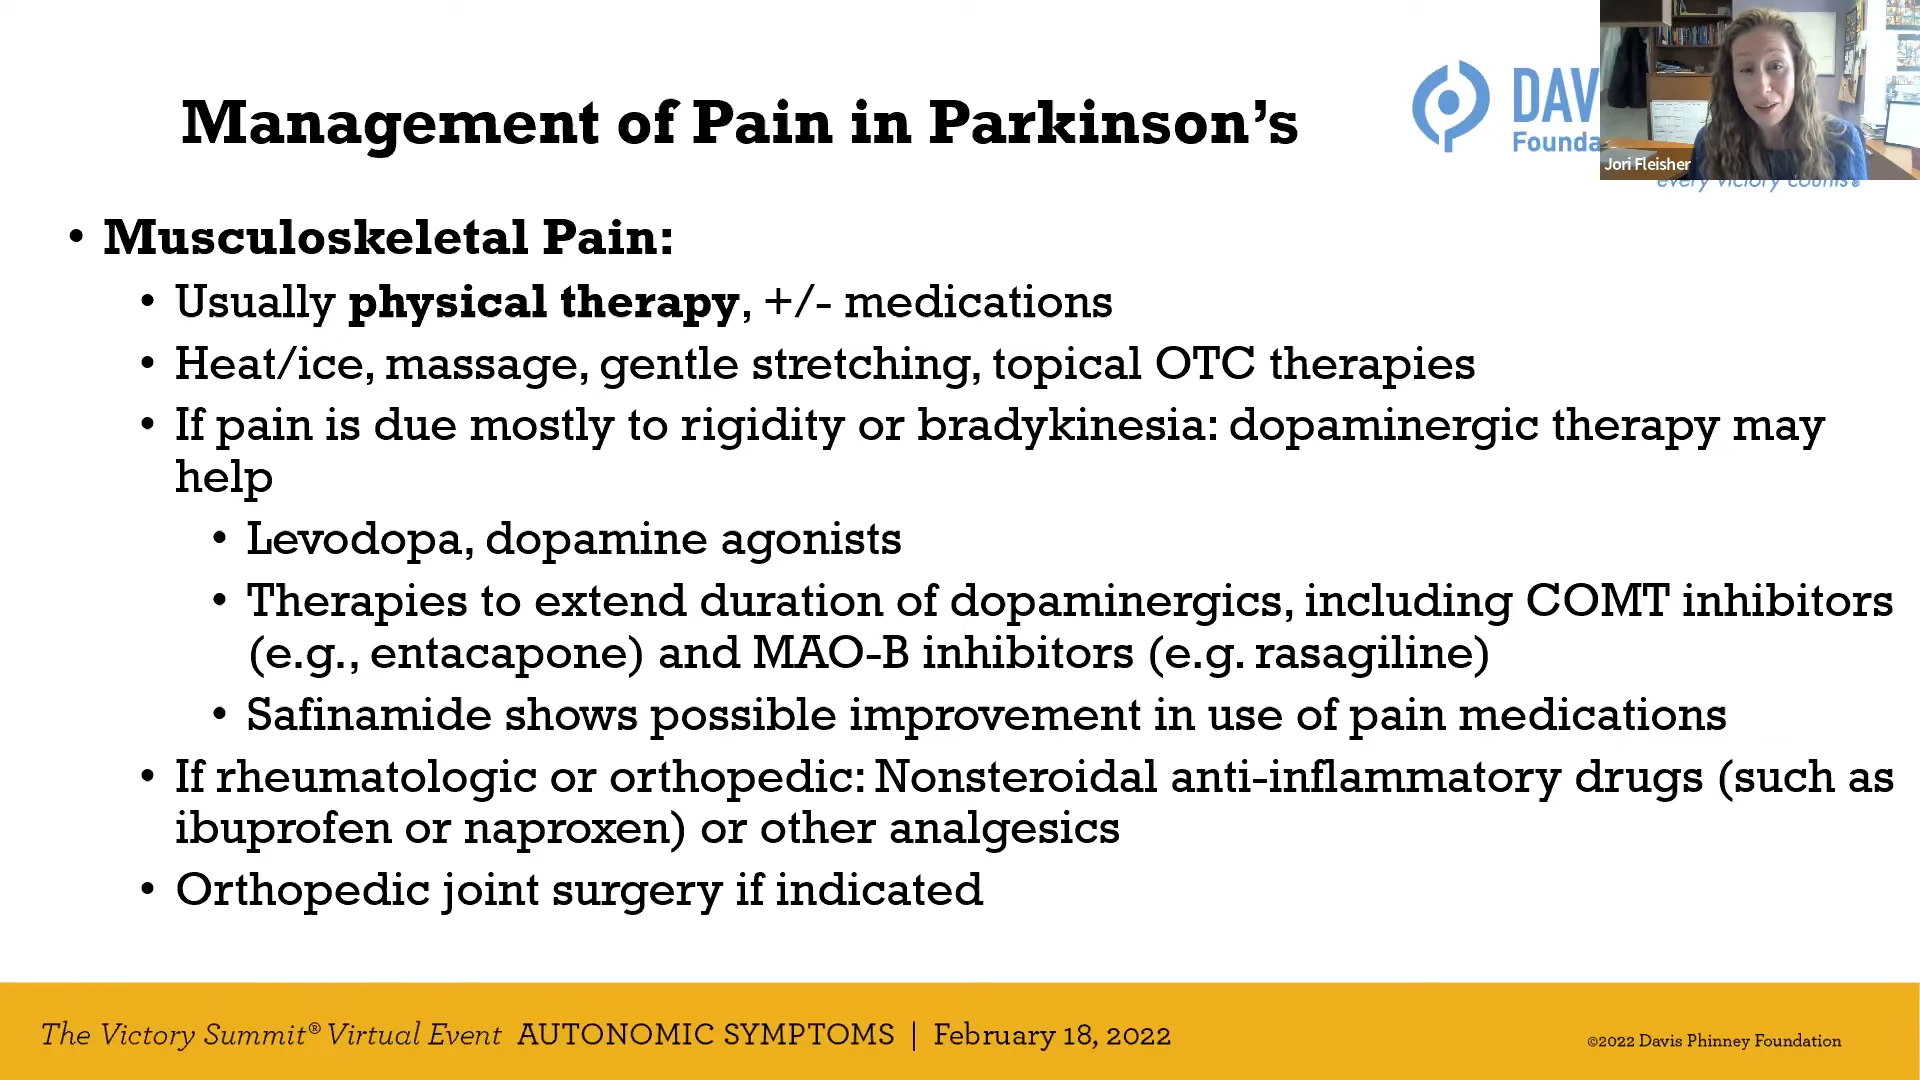 Management of Pain in Parkinson's
DAV
Founda
Jori Fleisher
every victory counts®
• Musculoskeletal Pain:
• Usually physical therapy, +/- medications
• Heat/ice, massage, gentle stretching, topical OTC therapies
• If pain is due mostly to rigidity or bradykinesia: dopaminergic therapy may
help
• Levodopa, dopamine agonists
• Therapies to extend duration of dopaminergics, including COMT inhibitors
(e.g., entacapone) and MAO-B inhibitors (e.g. rasagiline)
• Safinamide shows possible improvement in use of pain medications
• If rheumatologic or orthopedic: Nonsteroidal anti-inflammatory drugs (such as
ibuprofen or naproxen) or other analgesics
• Orthopedic joint surgery if indicated
The Victory Summit® Virtual Event AUTONOMIC SYMPTOMS | February 18, 2022
©2022 Davis Phinney Foundation